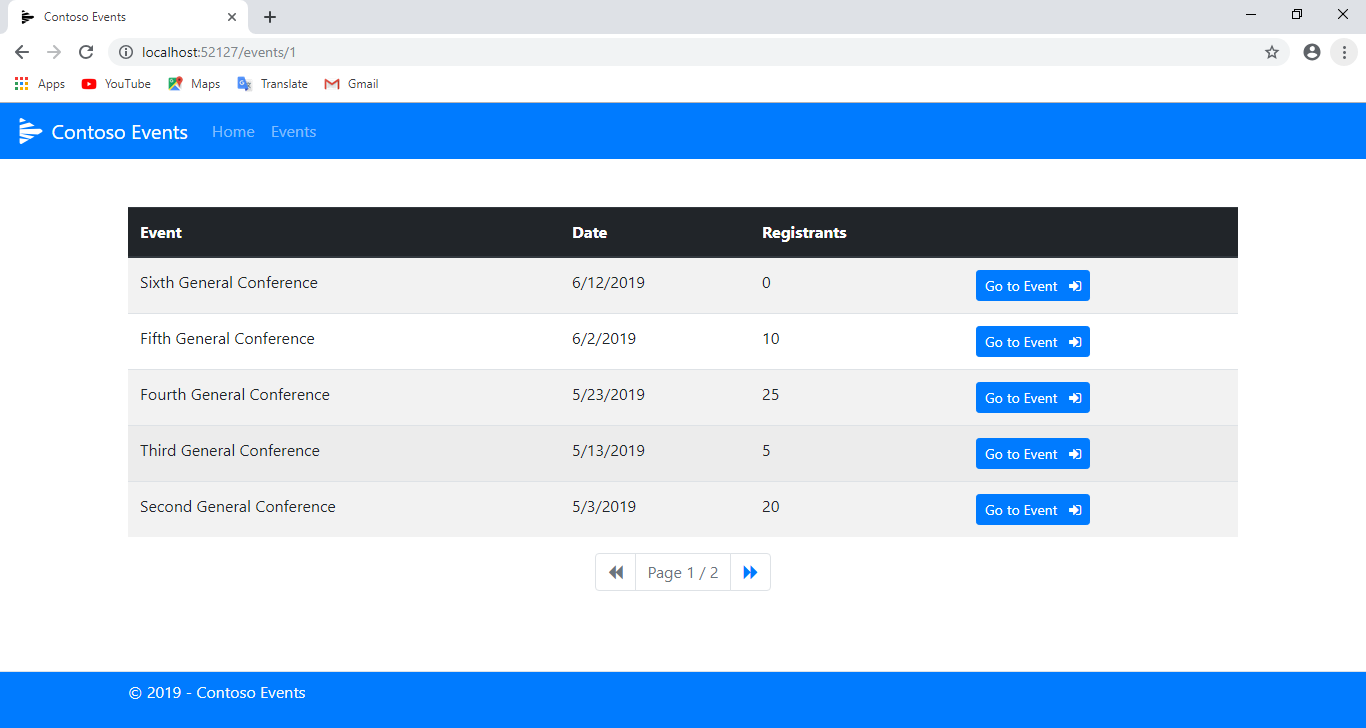 Contoso Events
localhost:52127/events/1
Apps YouTube Maps Translate Gmail
Contoso Events Home Events
Event Date Registrants
Sixth General Conference 6/12/2019 0 Go to Event
Fifth General Conference 6/2/2019 10 Go to Event
Fourth General Conference 5/23/2019 25 Go to Event
Third General Conference 5/13/2019 5 Go to Event
Second General Conference 5/3/2019 20 Go to Event
Page 1 / 2
© 2019 - Contoso Events